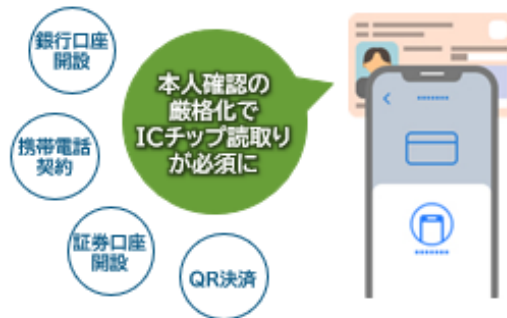 銀行口座
開設
本人確認の
厳格化で
ICチップ読取り
が必須に
携帯電話
契約
証券口座
開設
QR決済